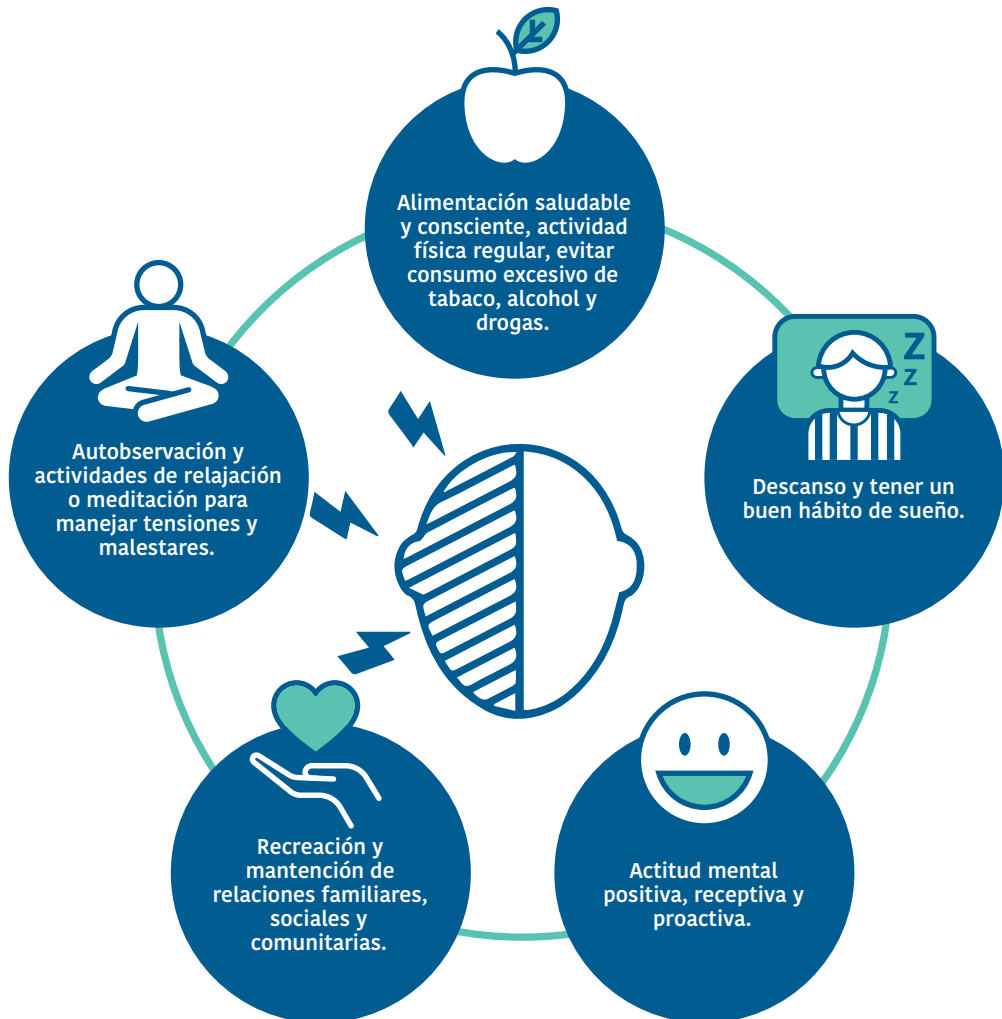 Alimentación saludable
y consciente, actividad
física regular, evitar
consumo excesivo de
tabaco, alcohol y
drogas.
Z
Z
Z
Descanso y tener un
buen hábito de sueño.
Autobservación y
actividades de relajación
o meditación para
manejar tensiones y
malestares.
Recreación y
mantención de
relaciones familiares,
sociales y
comunitarias.
Actitud mental
positiva, receptiva y
proactiva.